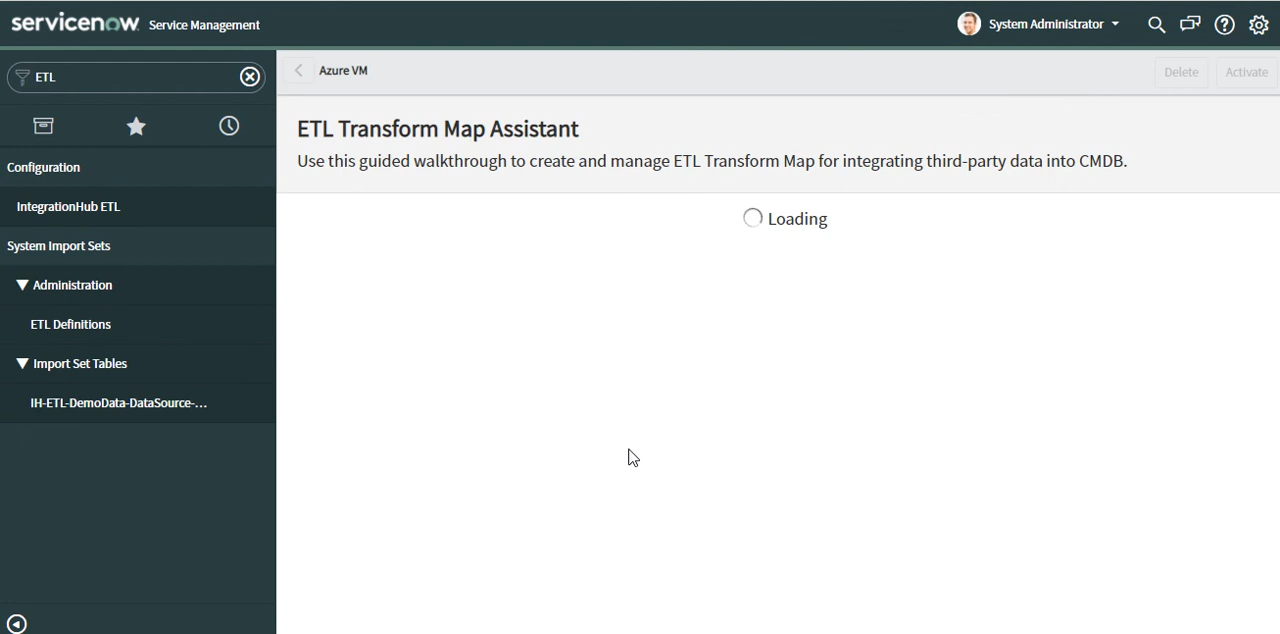 servicenow. Service Management
System Administrator
ETL
Azure VM
Delete
Activate
Configuration
IntegrationHub ETL
System Import Sets
Administration
ETL Definitions
Import Set Tables
IH-ETL-DemoData-DataSource-...
ETL Transform Map Assistant
Use this guided walkthrough to create and manage ETL Transform Map for integrating third-party data into CMDB.
Loading